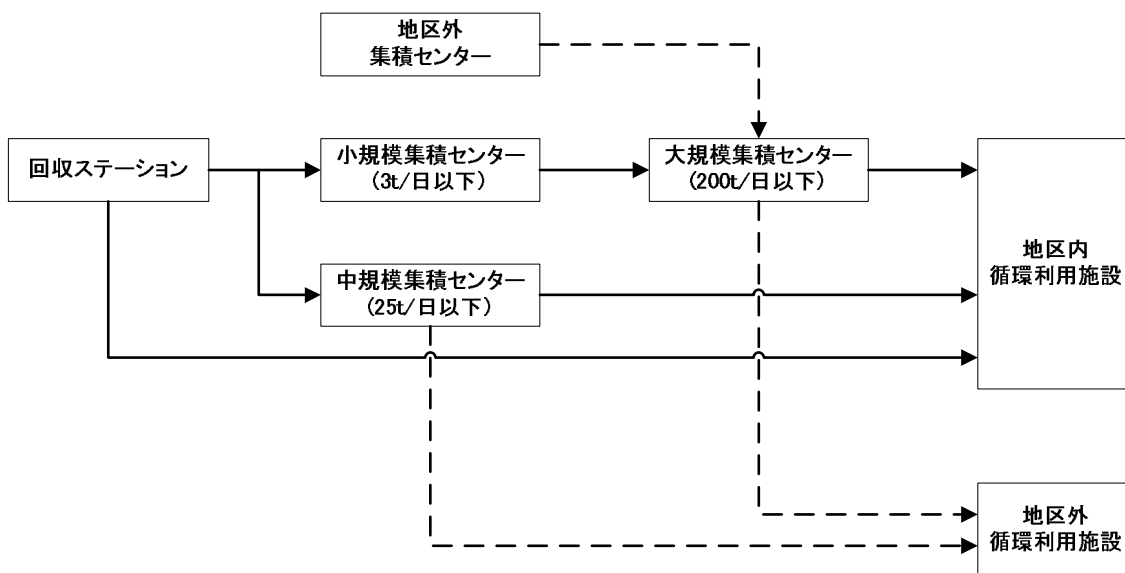 地区外
集積センター
回収ステーション
小規模集積センター
(3t/日以下)
大規模集積センター
(200t/日以下)
中規模集積センター
(25t/日以下)
地区内
循環利用施設
地区外
循環利用施設